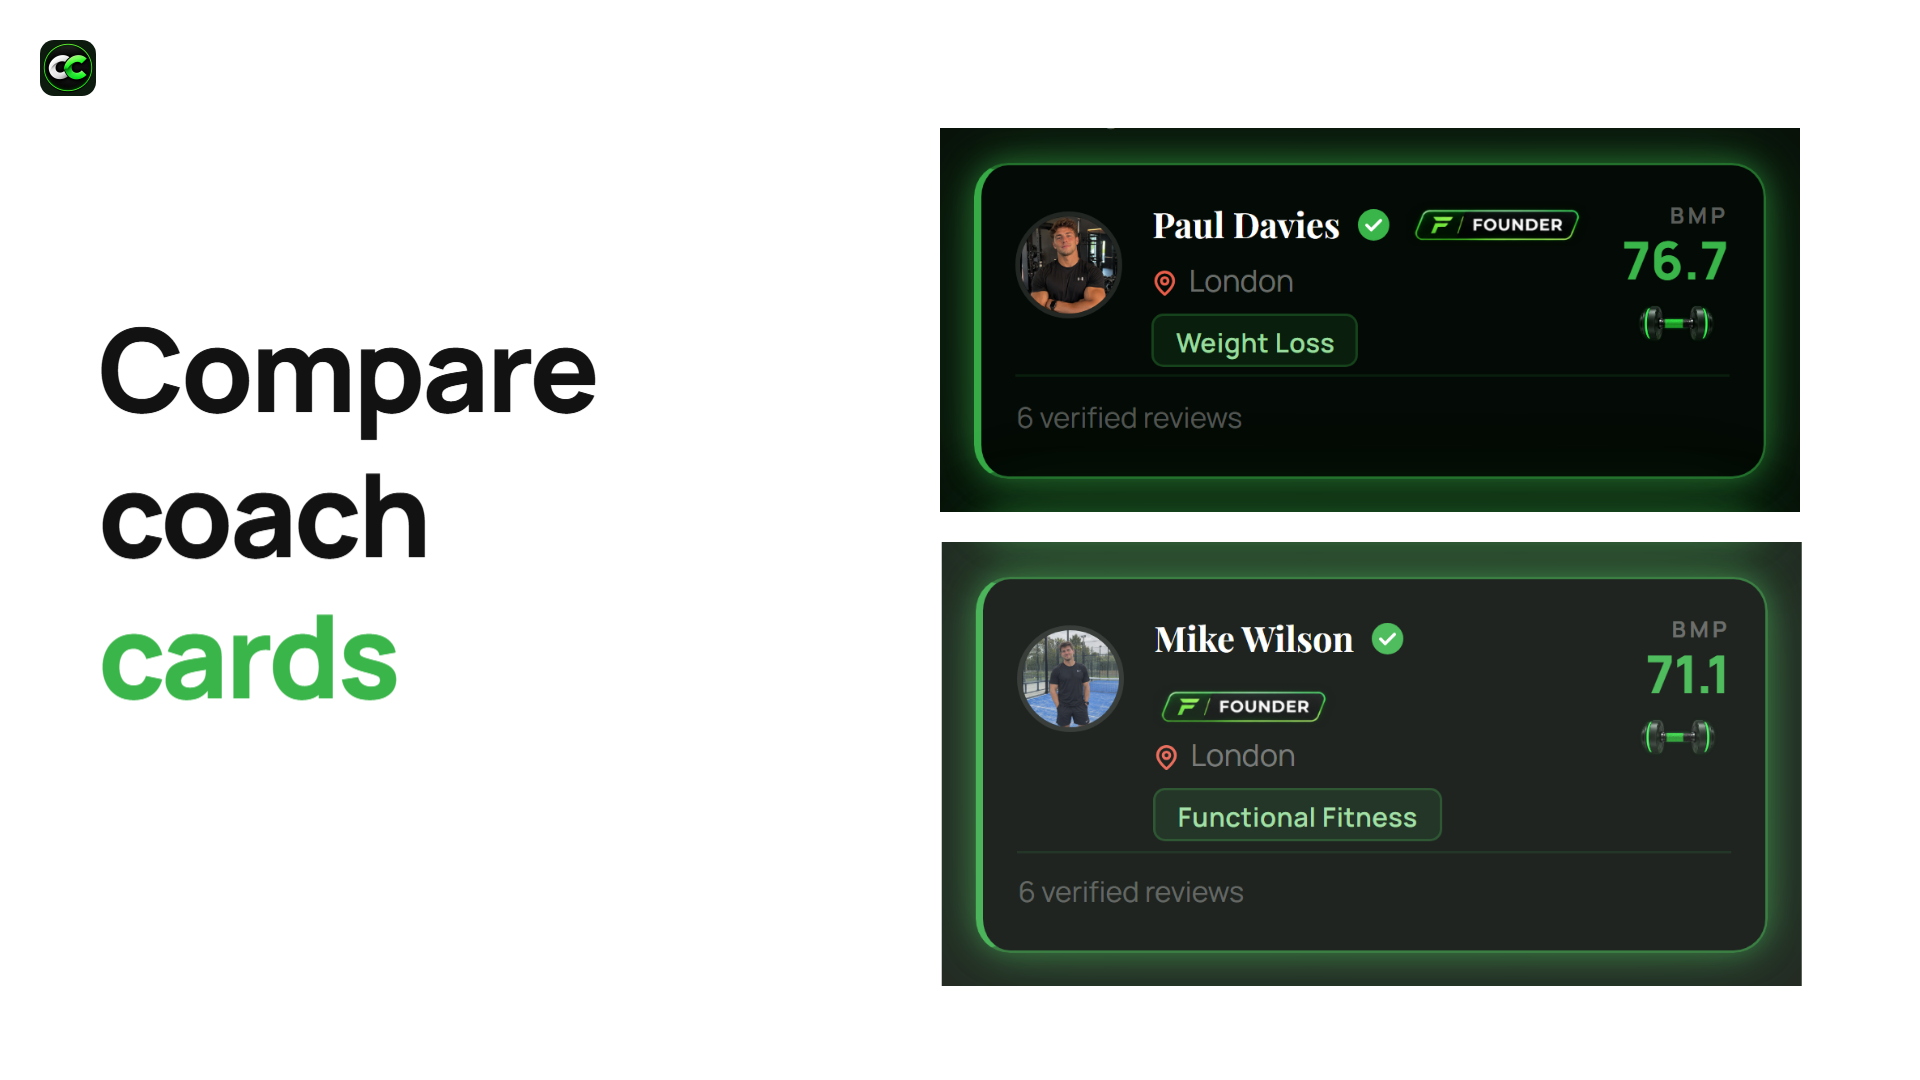 CC
Compare
coach
cards
Paul Davies
F / FOUNDER
BMP
76.7
London
Weight Loss
6 verified reviews
Mike Wilson
BMP
71.1
F / FOUNDER
London
Functional Fitness
6 verified reviews